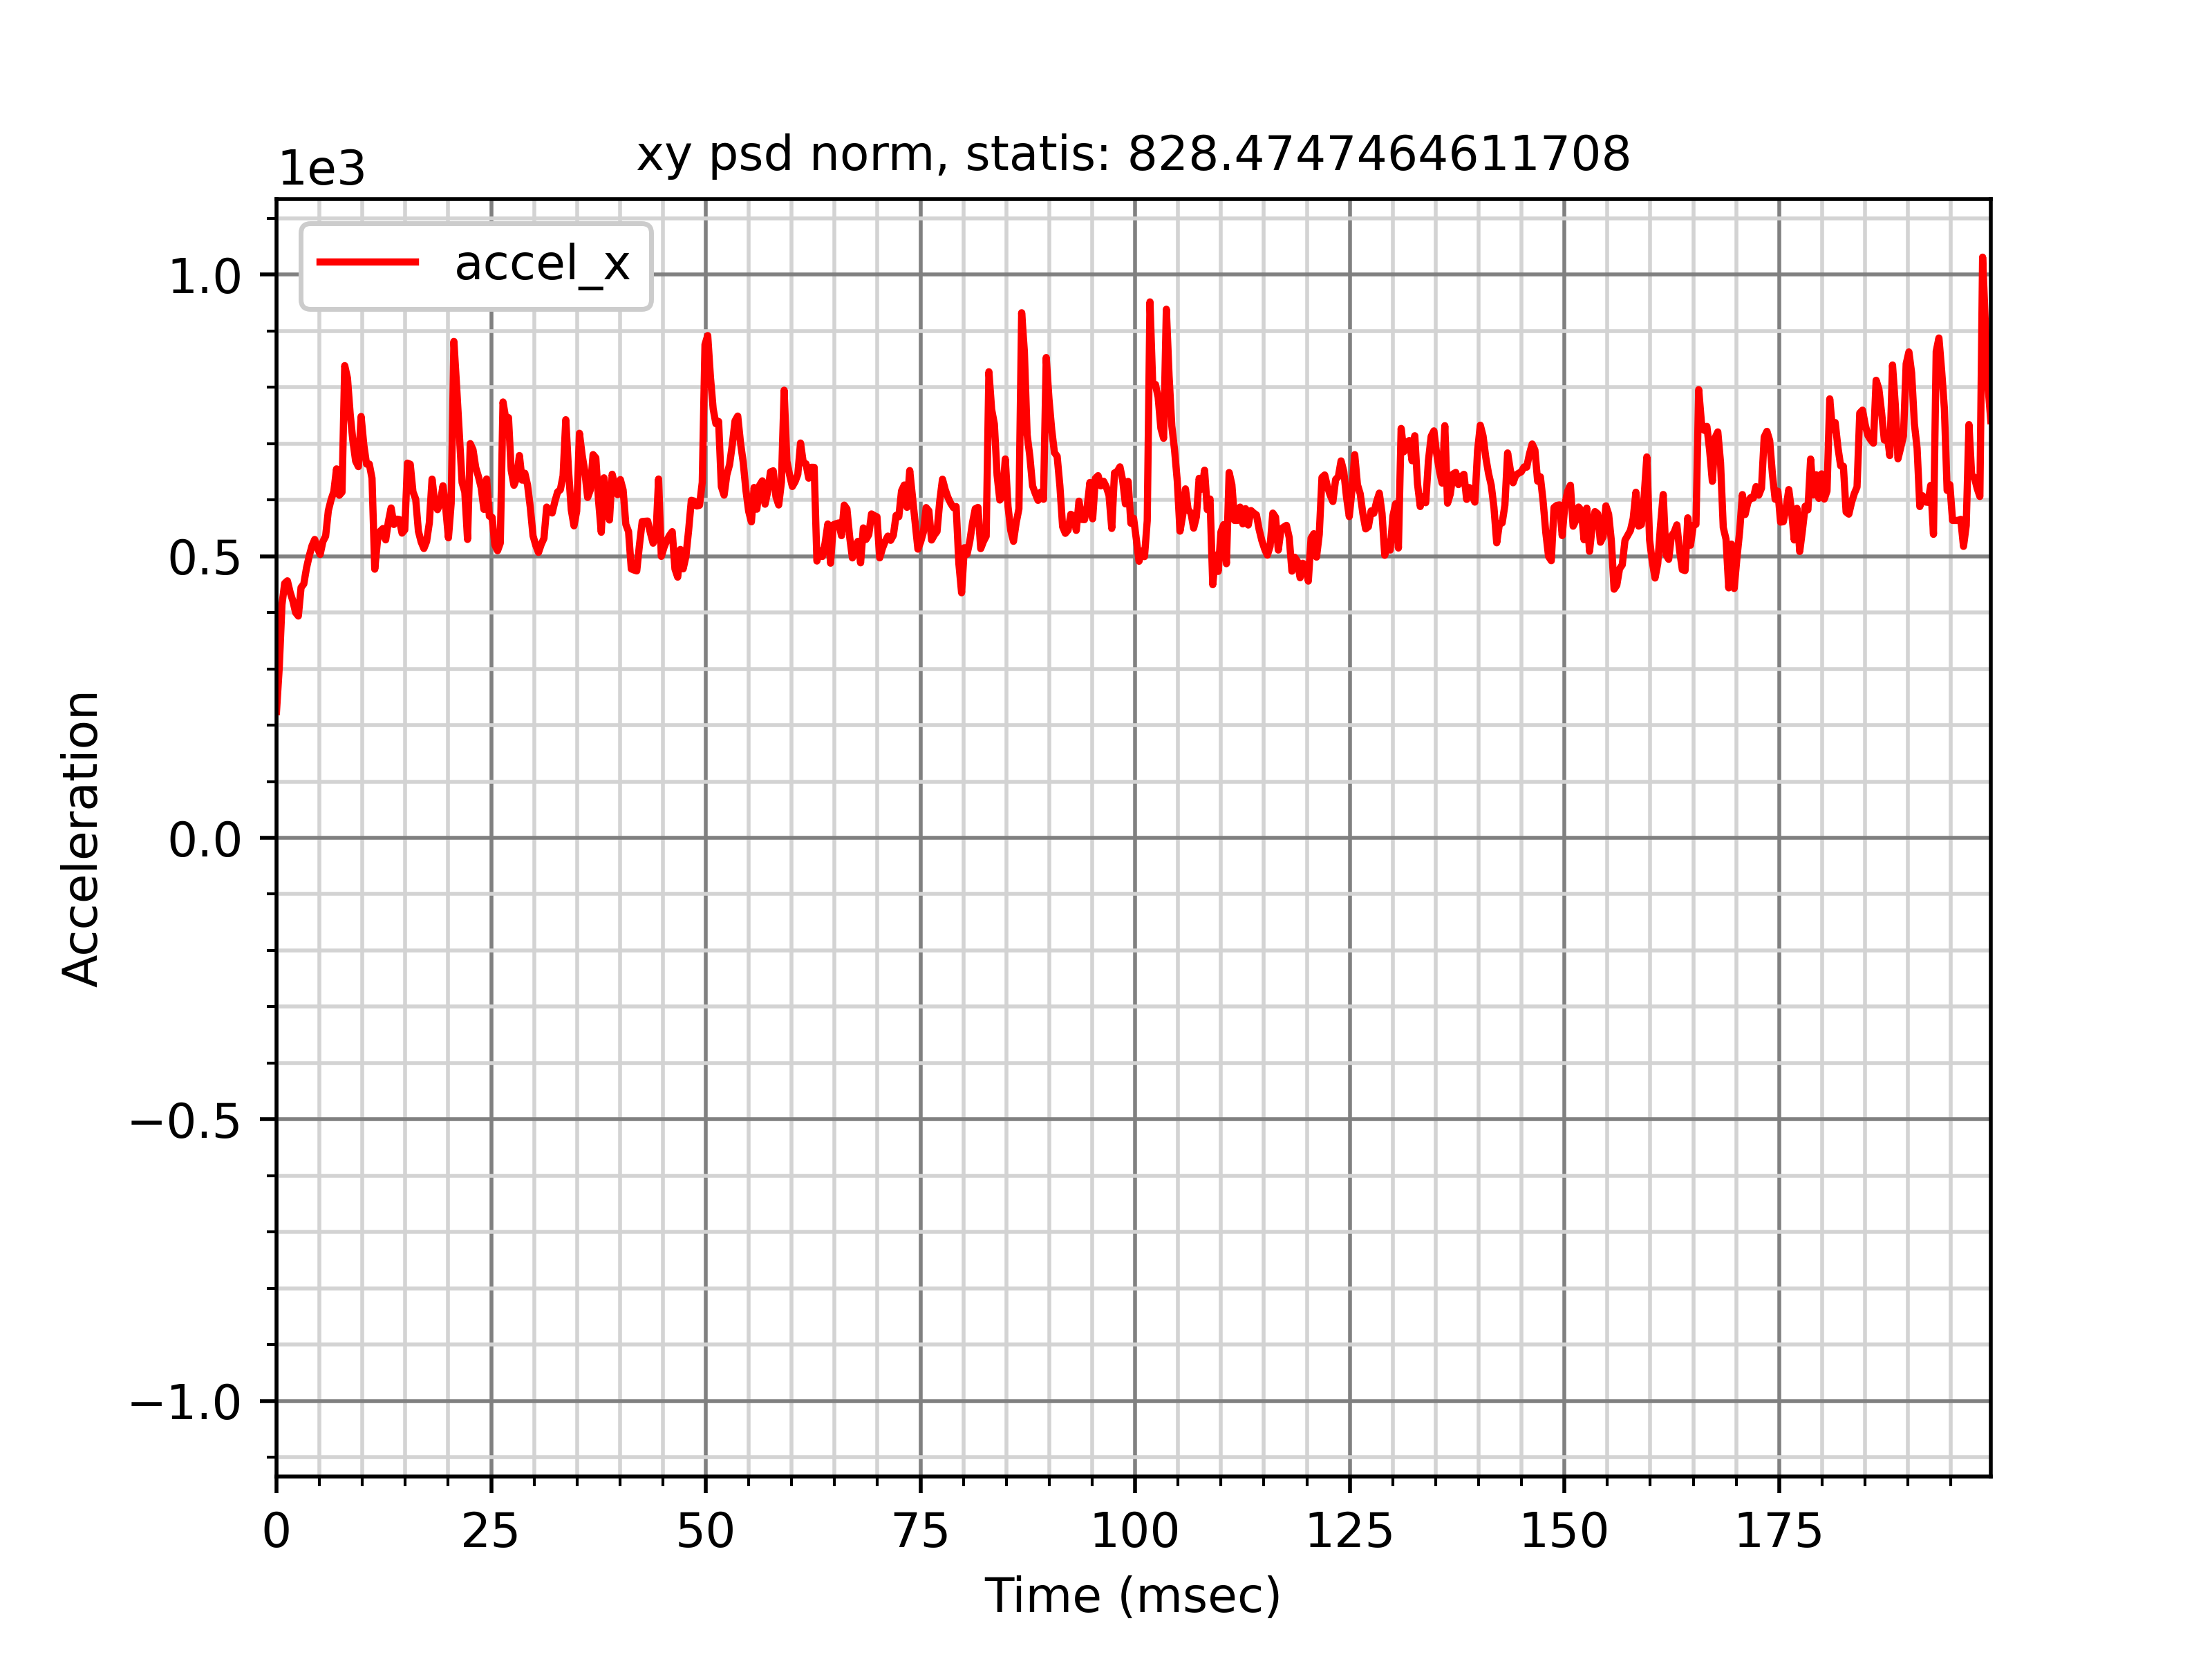 xy psd norm, statis: 828.4747464611708
1e3
accel_x
1.0
0.5
0.0
−0.5
−1.0
Acceleration
0 25 50 75 100 125 150 175
Time (msec)